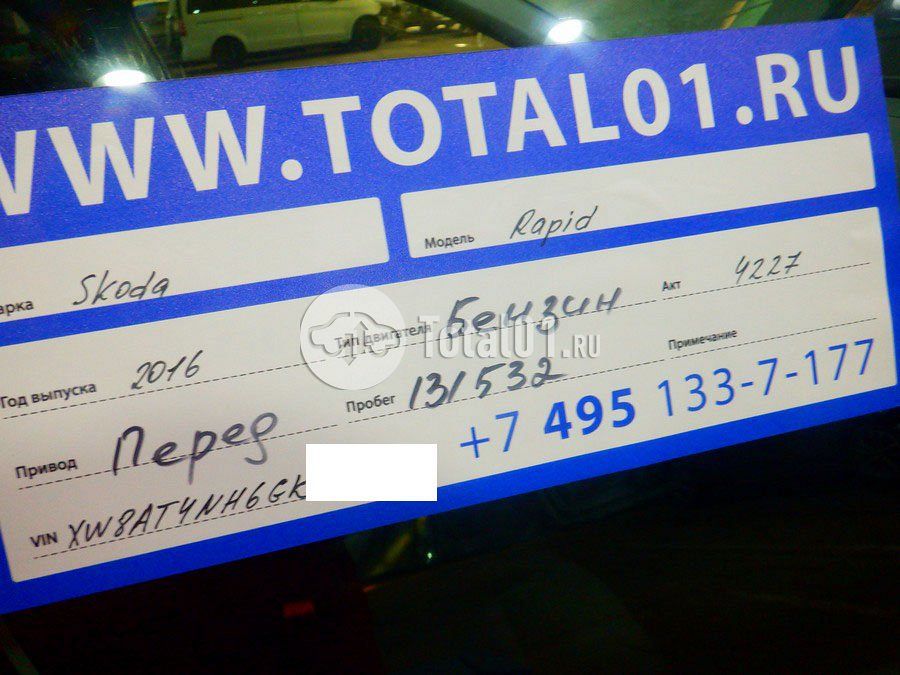 WWW.TOTAL01.RU
арка Skoda Модель Rapid
Год выпуска 2016 Тип двигателя Бензин Акт 4227
Привод Перед Пробег 131532 Примечание
VIN XW8AT4NH6GK +7 495 133-7-177
Total01.RU